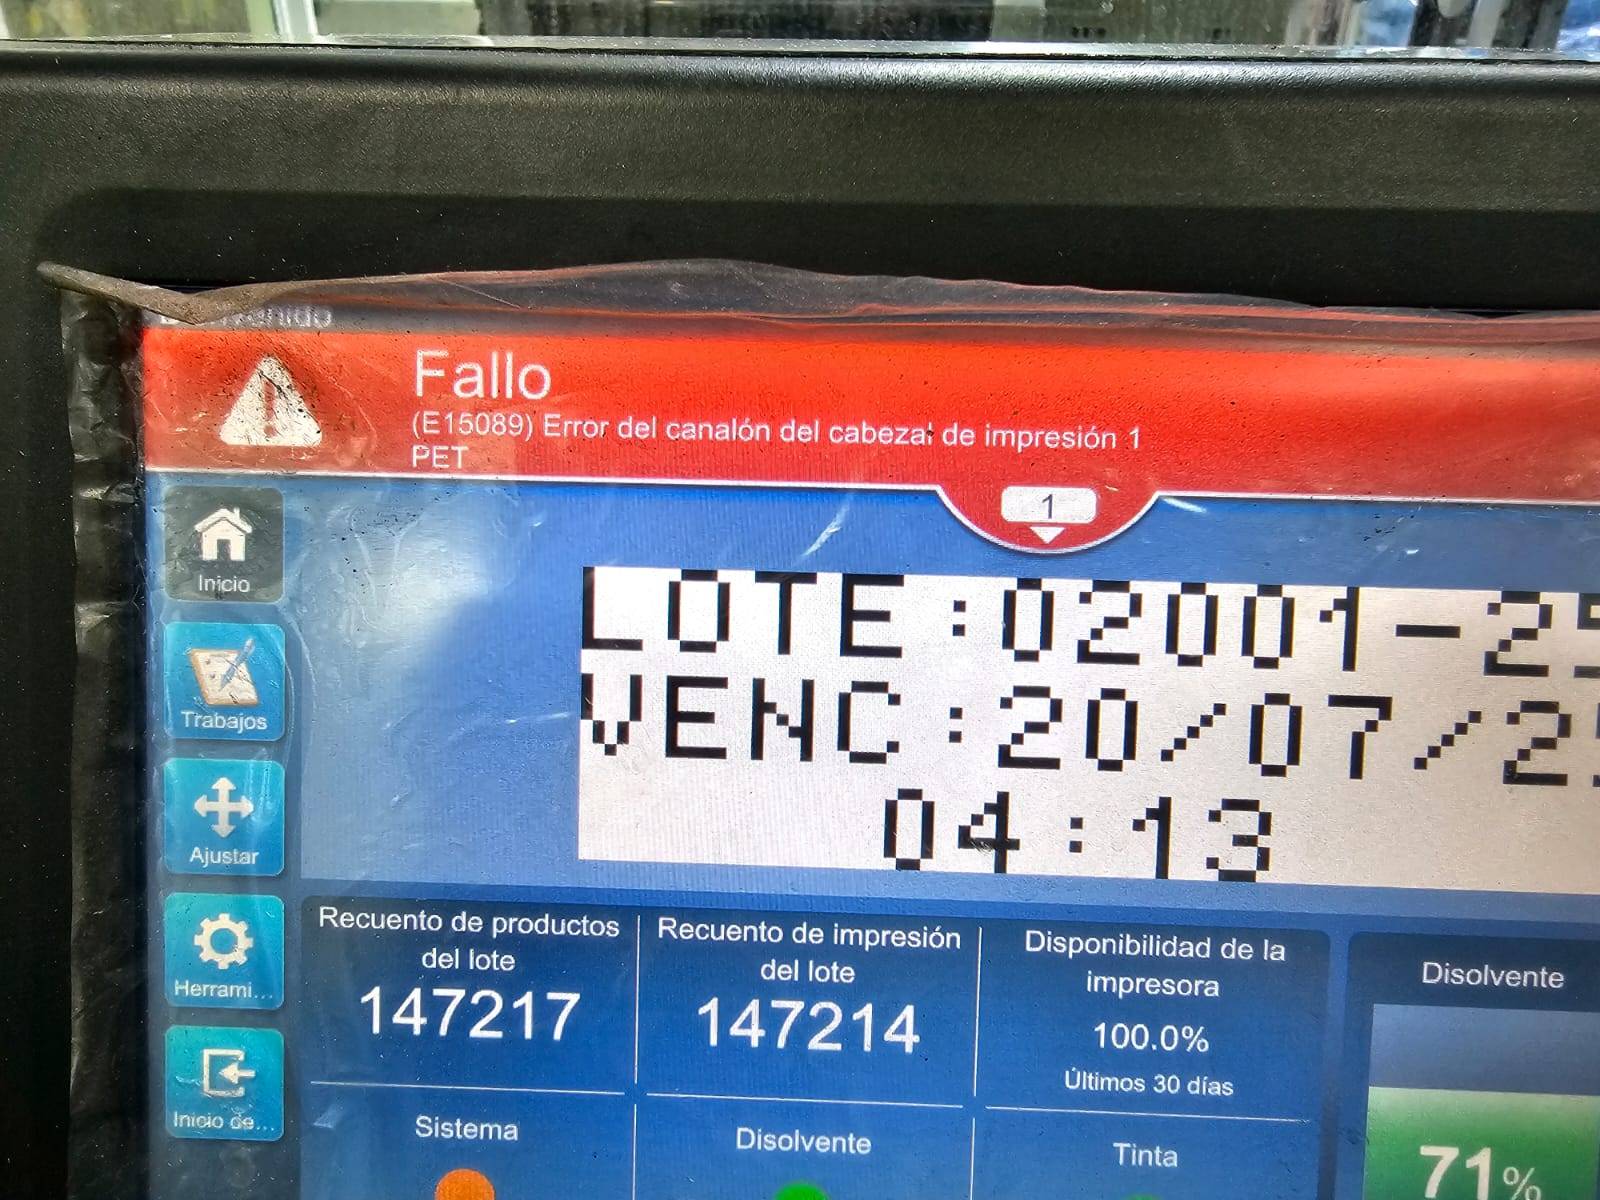 Fallo
(E15089) Error del canalón del cabezal de impresión 1
PET
1
Inicio
LOTE:02001-25
VENC:20/07/2
04:13
Trabajos
Ajustar
Herrami...
Inicio de...
Recuento de productos
del lote
147217
Recuento de impresión
del lote
147214
Disponibilidad de la
impresora
100.0%
Últimos 30 días
Disolvente
71%
Sistema
Disolvente
Tinta